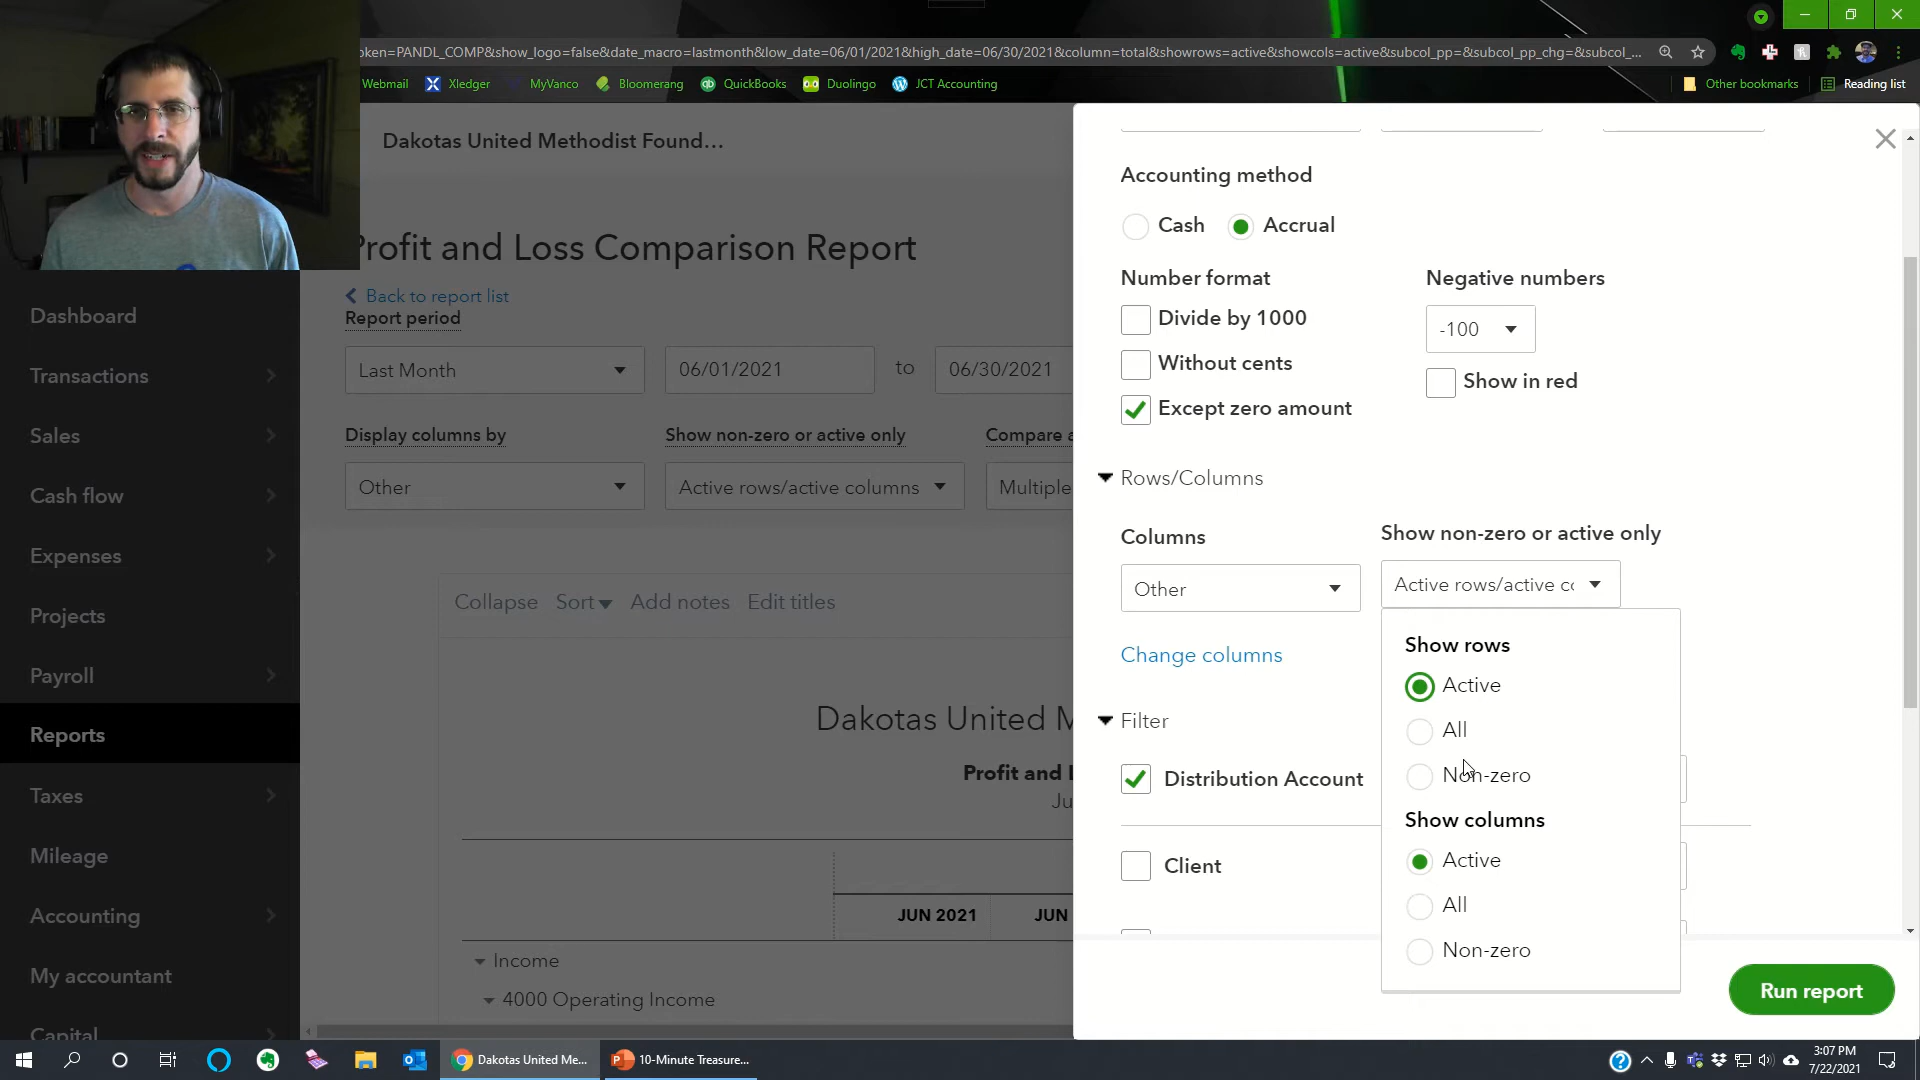 oken=PANDL_COMP&show_logo=false&date_macro=lastmonth&low_date=06/01/2021&high_date=06/30/2021&column=total&showrows=active&showcols=active&subcol_pp=&subcol_pp_chg=&subcol_...
Webmail Xledger MyVanco Bloomerang QuickBooks Duolingo JCT Accounting Other bookmarks Reading list
Dakotas United Methodist Found...
Profit and Loss Comparison Report
Back to report list
Report period
Last Month 06/01/2021 to 06/30/2021
Display columns by Show non-zero or active only Compare a
Other Active rows/active columns Multiple
Collapse Sort Add notes Edit titles
Dakotas United M
Profit and L
Ju
JUN 2021 JUN
Income
4000 Operating Income
Dashboard
Transactions
Sales
Cash flow
Expenses
Projects
Payroll
Reports
Taxes
Mileage
Accounting
My accountant
Capital
Accounting method
Cash Accrual
Number format Negative numbers
Divide by 1000 -100
Without cents Show in red
Except zero amount
Rows/Columns
Columns Show non-zero or active only
Other Active rows/active cc
Change columns
Show rows
Active
All
Non-zero
Show columns
Active
All
Non-zero
Filter
Distribution Account
Client
Run report
Dakotas United Me... 10-Minute Treasure...
3:07 PM
7/22/2021